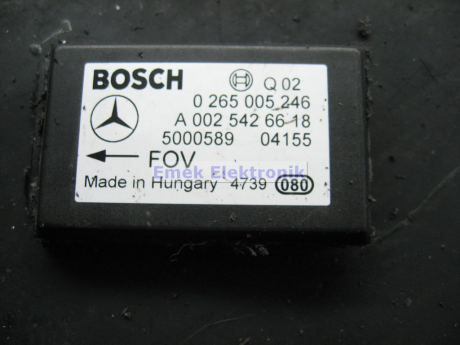 BOSCH Q 02
0 265 005 246
A 002 542 66 18
5000589 04155
FOV
Emek Elektronik
Made in Hungary 4739 080